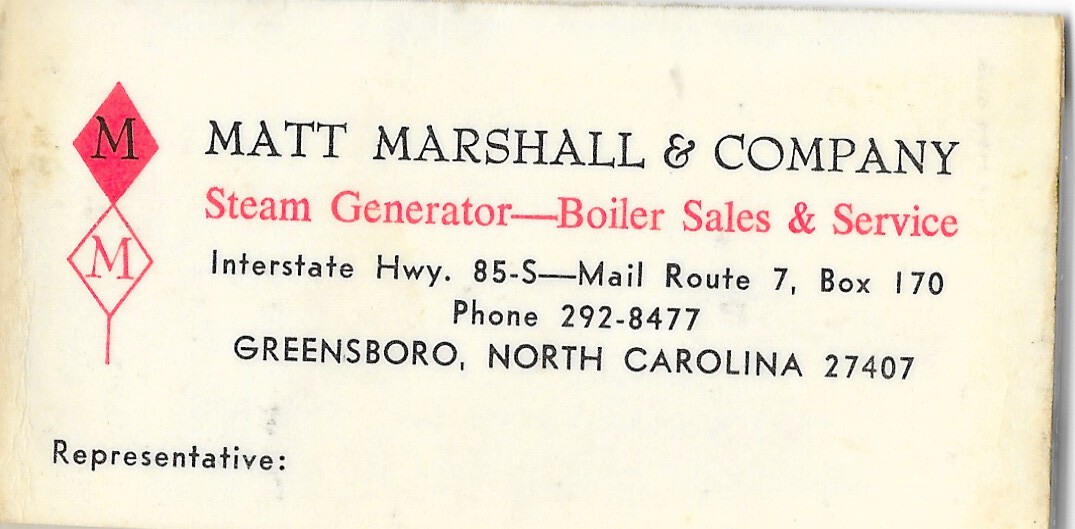 M
M
MATT MARSHALL & COMPANY
Steam Generator—Boiler Sales & Service
Interstate Hwy. 85-S—Mail Route 7, Box 170
Phone 292-8477
GREENSBORO, NORTH CAROLINA 27407
Representative: